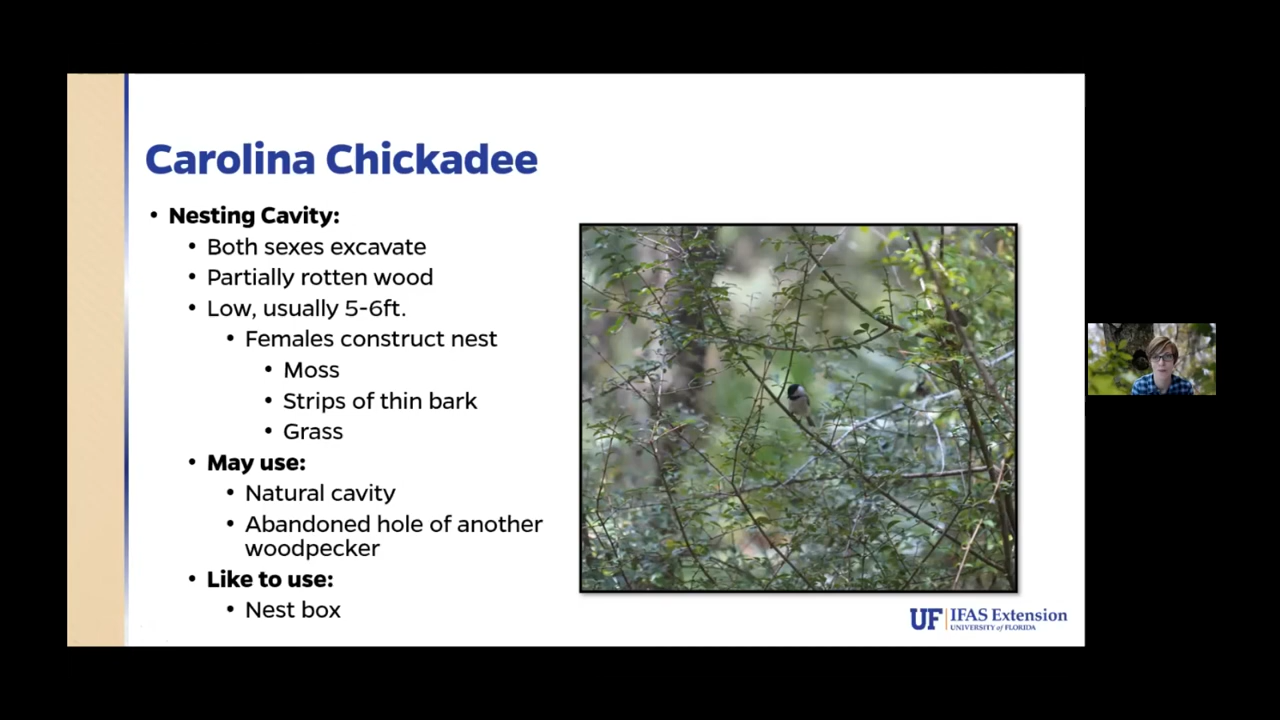 Carolina Chickadee
• Nesting Cavity:
• Both sexes excavate
• Partially rotten wood
• Low, usually 5-6ft.
• Females construct nest
• Moss
• Strips of thin bark
• Grass
• May use:
• Natural cavity
• Abandoned hole of another
woodpecker
• Like to use:
• Nest box
UF IFAS Extension
UNIVERSITY of FLORIDA